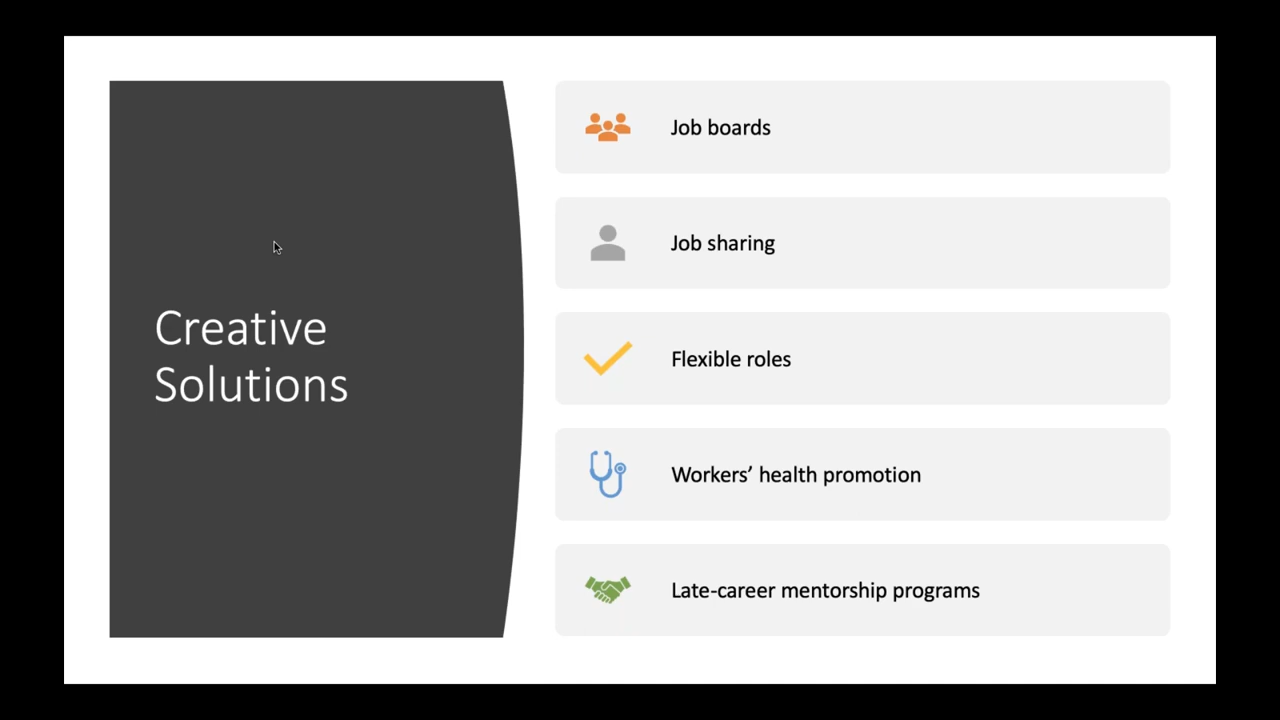 Creative
Solutions
Job boards
Job sharing
Flexible roles
Workers’ health promotion
Late-career mentorship programs